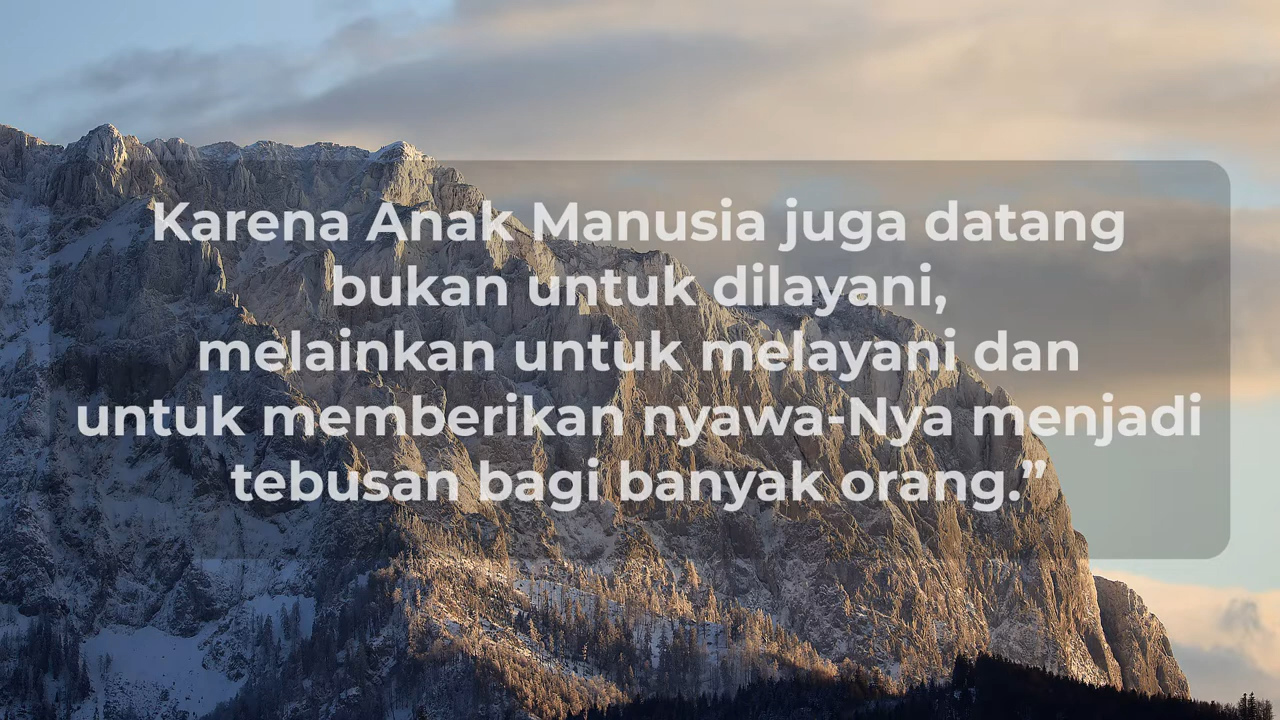 Karena Anak Manusia juga datang
bukan untuk dilayani,
melainkan untuk melayani dan
untuk memberikan nyawa-Nya menjadi
tebusan bagi banyak orang.”